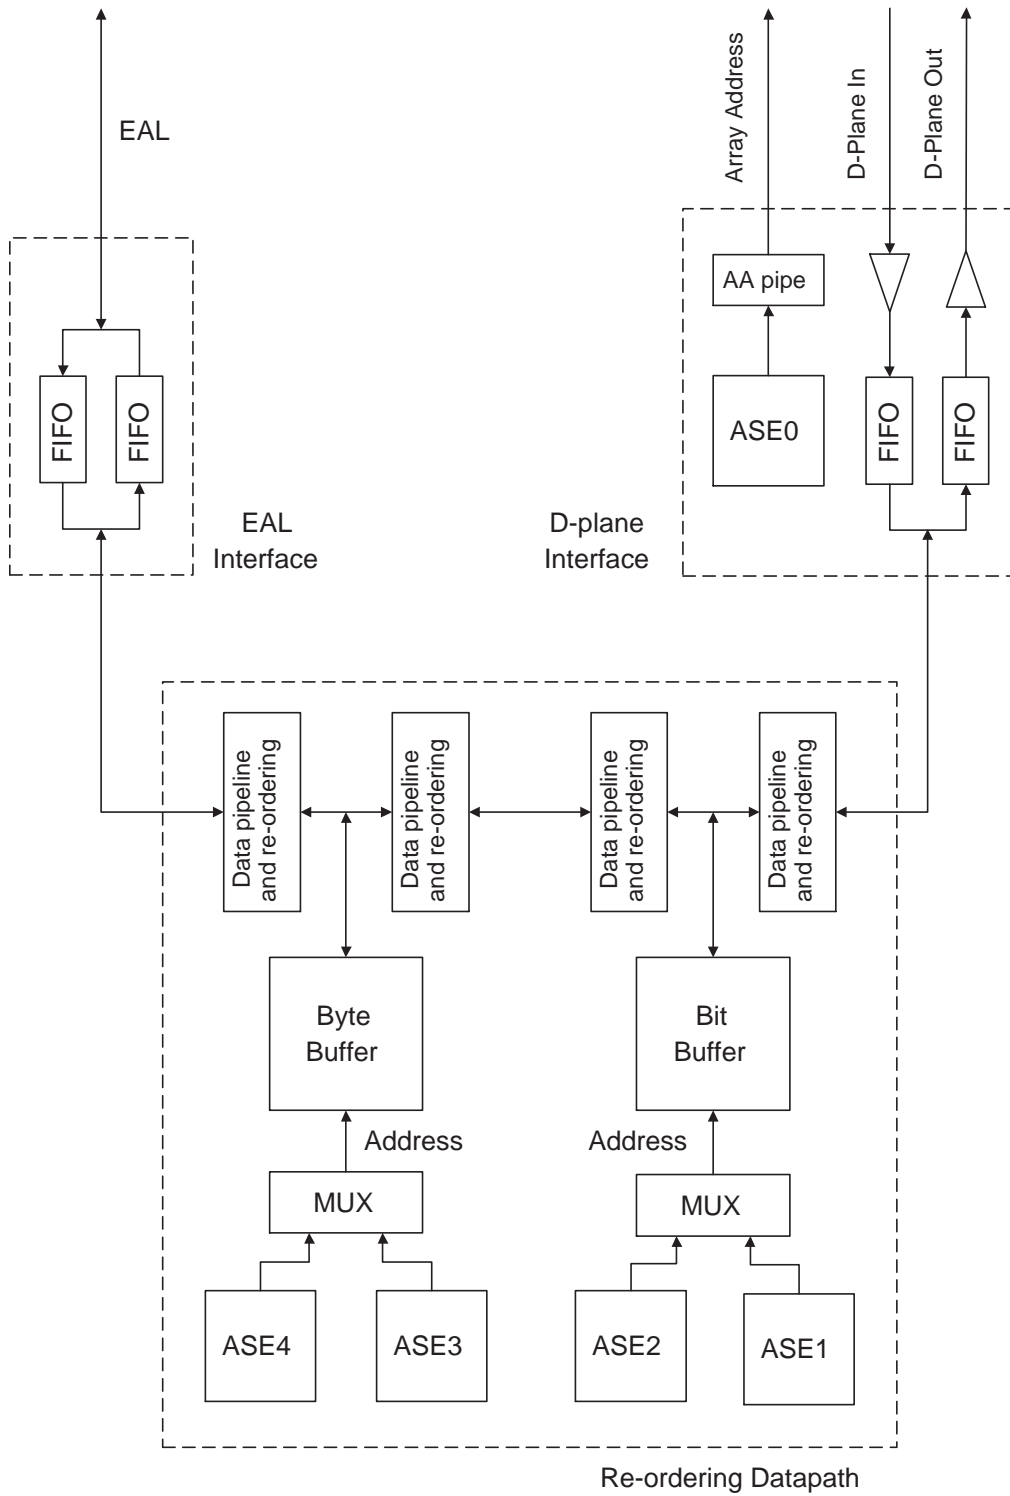 EAL
Array Address
D-Plane In
D-Plane Out
AA pipe
FIFO
FIFO
ASE0
FIFO
FIFO
EAL
Interface
D-plane
Interface
Data pipeline
and re-ordering
Data pipeline
and re-ordering
Data pipeline
and re-ordering
Data pipeline
and re-ordering
Byte
Buffer
Bit
Buffer
Address
Address
MUX
MUX
ASE4
ASE3
ASE2
ASE1
Re-ordering Datapath